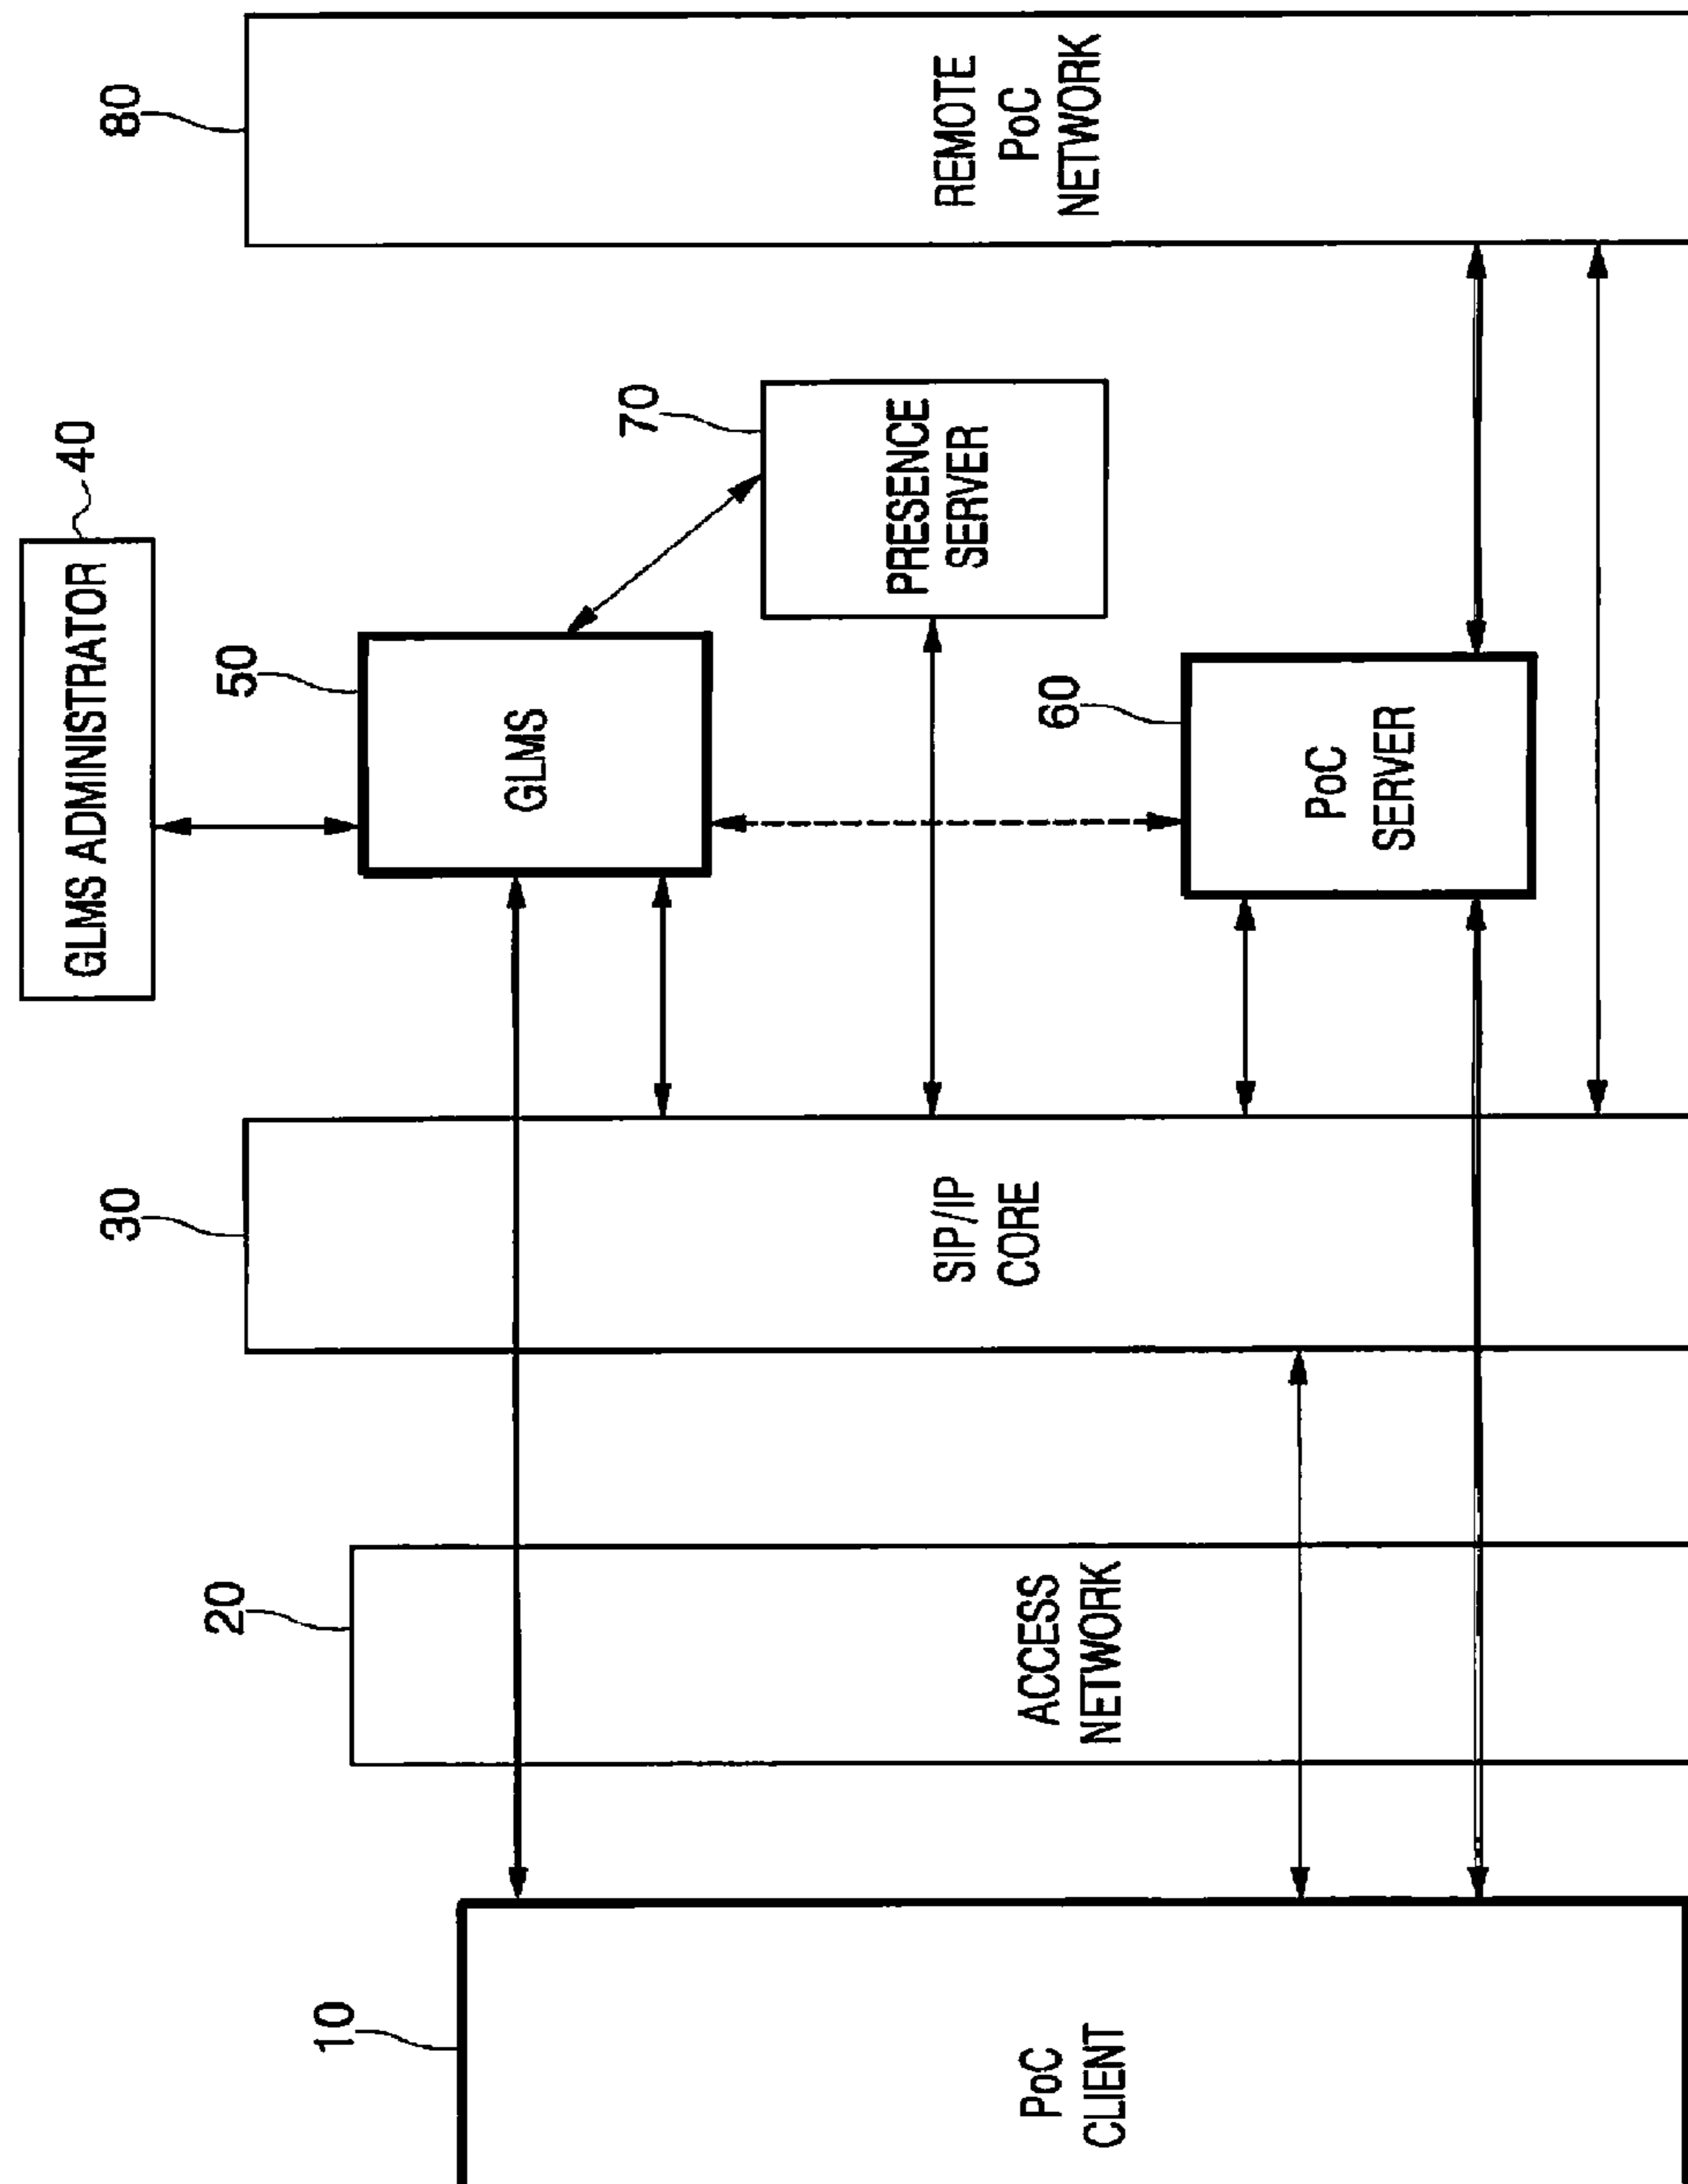 GLMS ADMINISTRATOR
40
10
20
30
50
80
PoC
CLIENT
ACCESS
NETWORK
SIP/IP
CORE
GLMS
70
PRESENCE
SERVER
60
PoC
SERVER
REMOTE
PoC
NETWORK